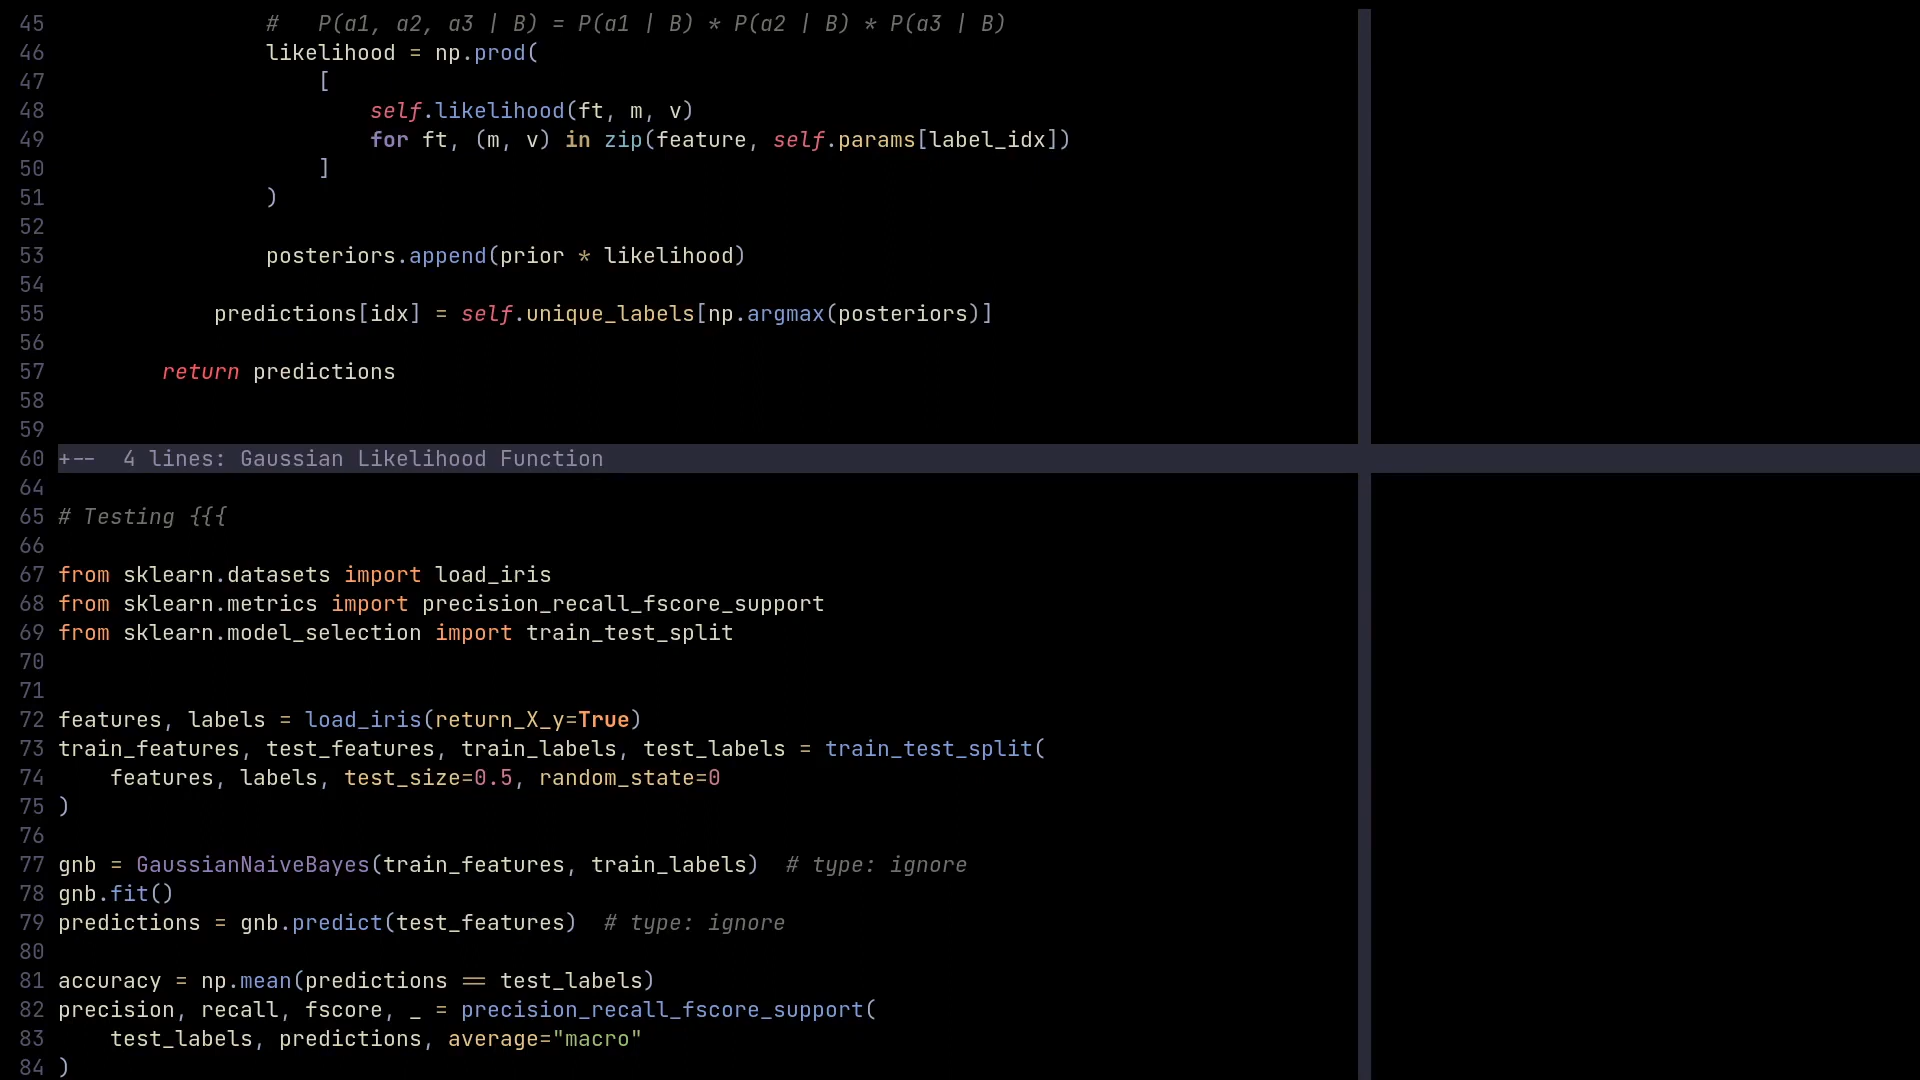 45 #   P(a1, a2, a3 | B) = P(a1 | B) * P(a2 | B) * P(a3 | B)
46 likelihood = np.prod(
47 [
48 self.likelihood(ft, m, v)
49 for ft, (m, v) in zip(feature, self.params[label_idx])
50 ]
51 )
52
53 posteriors.append(prior * likelihood)
54
55 predictions[idx] = self.unique_labels[np.argmax(posteriors)]
56
57 return predictions
58
59
60 +--  4 lines: Gaussian Likelihood Function
64
65 # Testing {{{
66
67 from sklearn.datasets import load_iris
68 from sklearn.metrics import precision_recall_fscore_support
69 from sklearn.model_selection import train_test_split
70
71
72 features, labels = load_iris(return_X_y=True)
73 train_features, test_features, train_labels, test_labels = train_test_split(
74     features, labels, test_size=0.5, random_state=0
75 )
76
77 gnb = GaussianNaiveBayes(train_features, train_labels)  # type: ignore
78 gnb.fit()
79 predictions = gnb.predict(test_features)  # type: ignore
80
81 accuracy = np.mean(predictions == test_labels)
82 precision, recall, fscore, _ = precision_recall_fscore_support(
83     test_labels, predictions, average="macro"
84 )